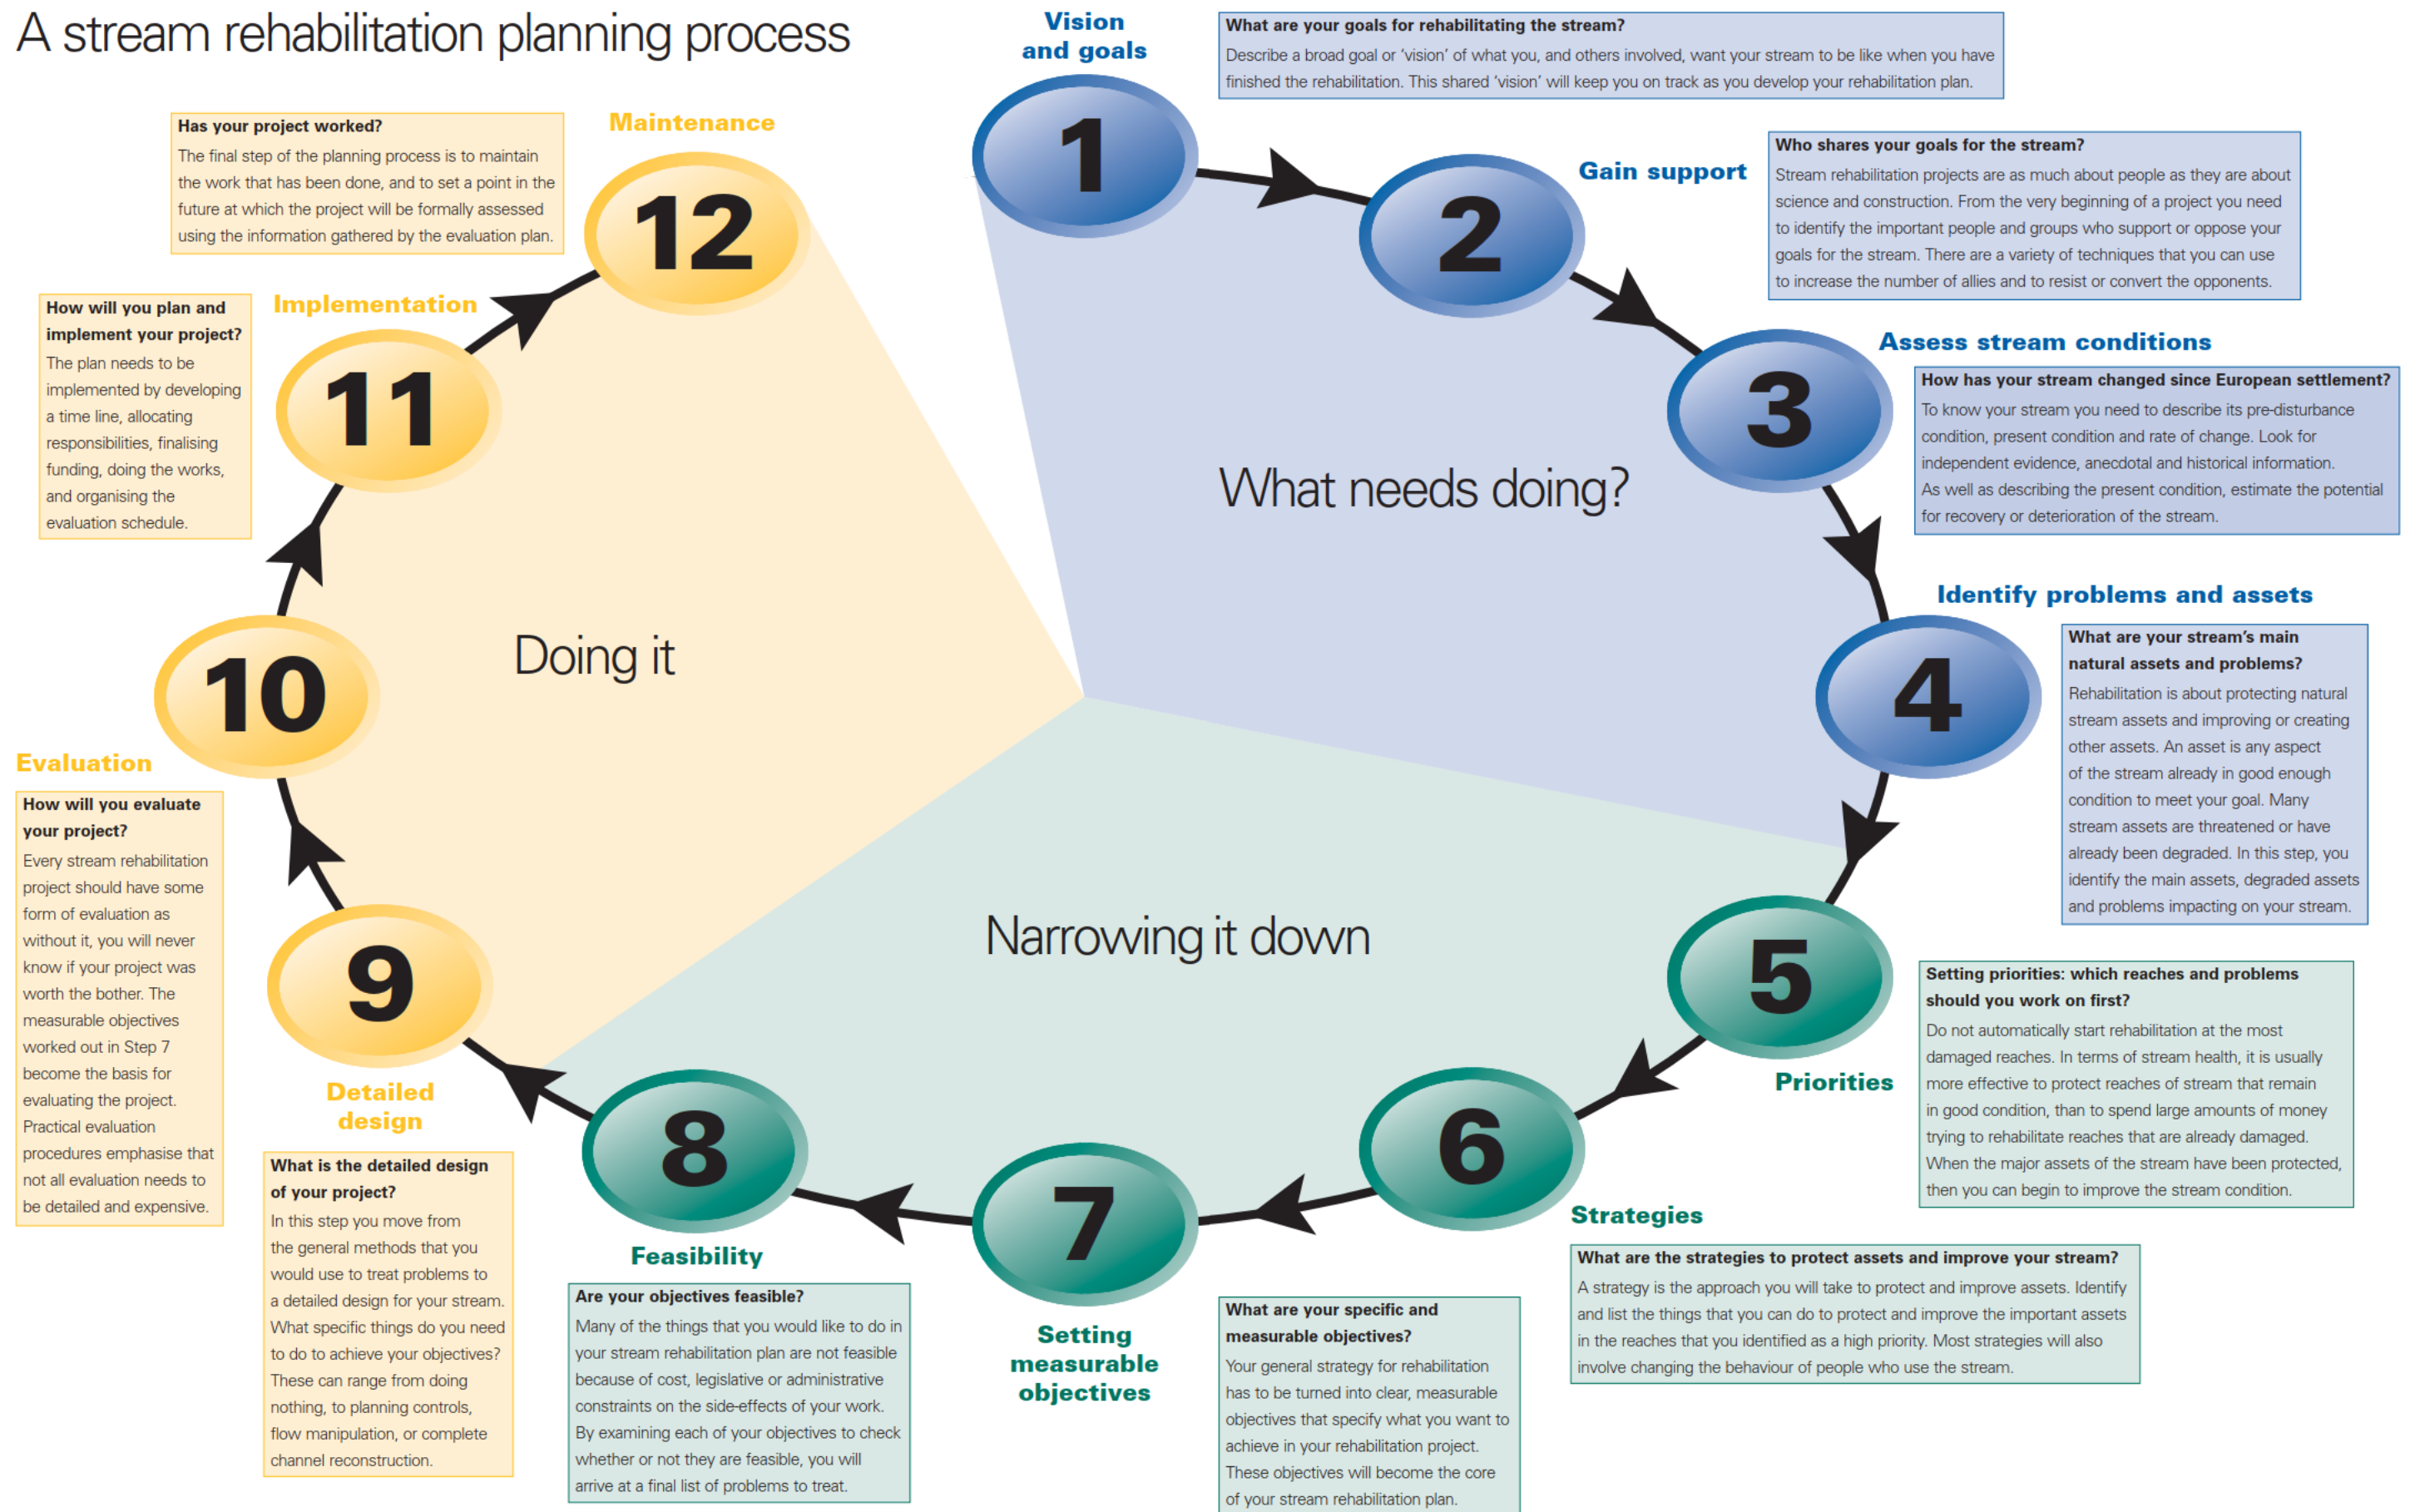 A stream rehabilitation planning process
Vision
and goals
1
What are your goals for rehabilitating the stream?
Describe a broad goal or ‘vision’ of what you, and others involved, want your stream to be like when you have
finished the rehabilitation. This shared ‘vision’ will keep you on track as you develop your rehabilitation plan.
Gain support
2
Who shares your goals for the stream?
Stream rehabilitation projects are as much about people as they are about
science and construction. From the very beginning of a project you need
to identify the important people and groups who support or oppose your
goals for the stream. There are a variety of techniques that you can use
to increase the number of allies and to resist or convert the opponents.
Assess stream conditions
3
How has your stream changed since European settlement?
To know your stream you need to describe its pre-disturbance
condition, present condition and rate of change. Look for
independent evidence, anecdotal and historical information.
As well as describing the present condition, estimate the potential
for recovery or deterioration of the stream.
What needs doing?
Identify problems and assets
4
What are your stream’s main
natural assets and problems?
Rehabilitation is about protecting natural
stream assets and improving or creating
other assets. An asset is any aspect
of the stream already in good enough
condition to meet your goal. Many
stream assets are threatened or have
already been degraded. In this step, you
identify the main assets, degraded assets
and problems impacting on your stream.
5
Priorities
Setting priorities: which reaches and problems
should you work on first?
Do not automatically start rehabilitation at the most
damaged reaches. In terms of stream health, it is usually
more effective to protect reaches of stream that remain
in good condition, than to spend large amounts of money
trying to rehabilitate reaches that are already damaged.
When the major assets of the stream have been protected,
then you can begin to improve the stream condition.
Narrowing it down
6
Strategies
What are the strategies to protect assets and improve your stream?
A strategy is the approach you will take to protect and improve assets. Identify
and list the things that you can do to protect and improve the important assets
in the reaches that you identified as a high priority. Most strategies will also
involve changing the behaviour of people who use the stream.
7
Setting
measurable
objectives
What are your specific and
measurable objectives?
Your general strategy for rehabilitation
has to be turned into clear, measurable
objectives that specify what you want to
achieve in your rehabilitation project.
These objectives will become the core
of your stream rehabilitation plan.
8
Feasibility
Are your objectives feasible?
Many of the things that you would like to do in
your stream rehabilitation plan are not feasible
because of cost, legislative or administrative
constraints on the side-effects of your work.
By examining each of your objectives to check
whether or not they are feasible, you will
arrive at a final list of problems to treat.
9
Detailed
design
What is the detailed design
of your project?
In this step you move from
the general methods that you
would use to treat problems to
a detailed design for your stream.
What specific things do you need
to do to achieve your objectives?
These can range from doing
nothing, to planning controls,
flow manipulation, or complete
channel reconstruction.
Doing it
10
Evaluation
How will you evaluate
your project?
Every stream rehabilitation
project should have some
form of evaluation as
without it, you will never
know if your project was
worth the bother. The
measurable objectives
worked out in Step 7
become the basis for
evaluating the project.
Practical evaluation
procedures emphasise that
not all evaluation needs to
be detailed and expensive.
Implementation
11
How will you plan and
implement your project?
The plan needs to be
implemented by developing
a time line, allocating
responsibilities, finalising
funding, doing the works,
and organising the
evaluation schedule.
Maintenance
12
Has your project worked?
The final step of the planning process is to maintain
the work that has been done, and to set a point in the
future at which the project will be formally assessed
using the information gathered by the evaluation plan.